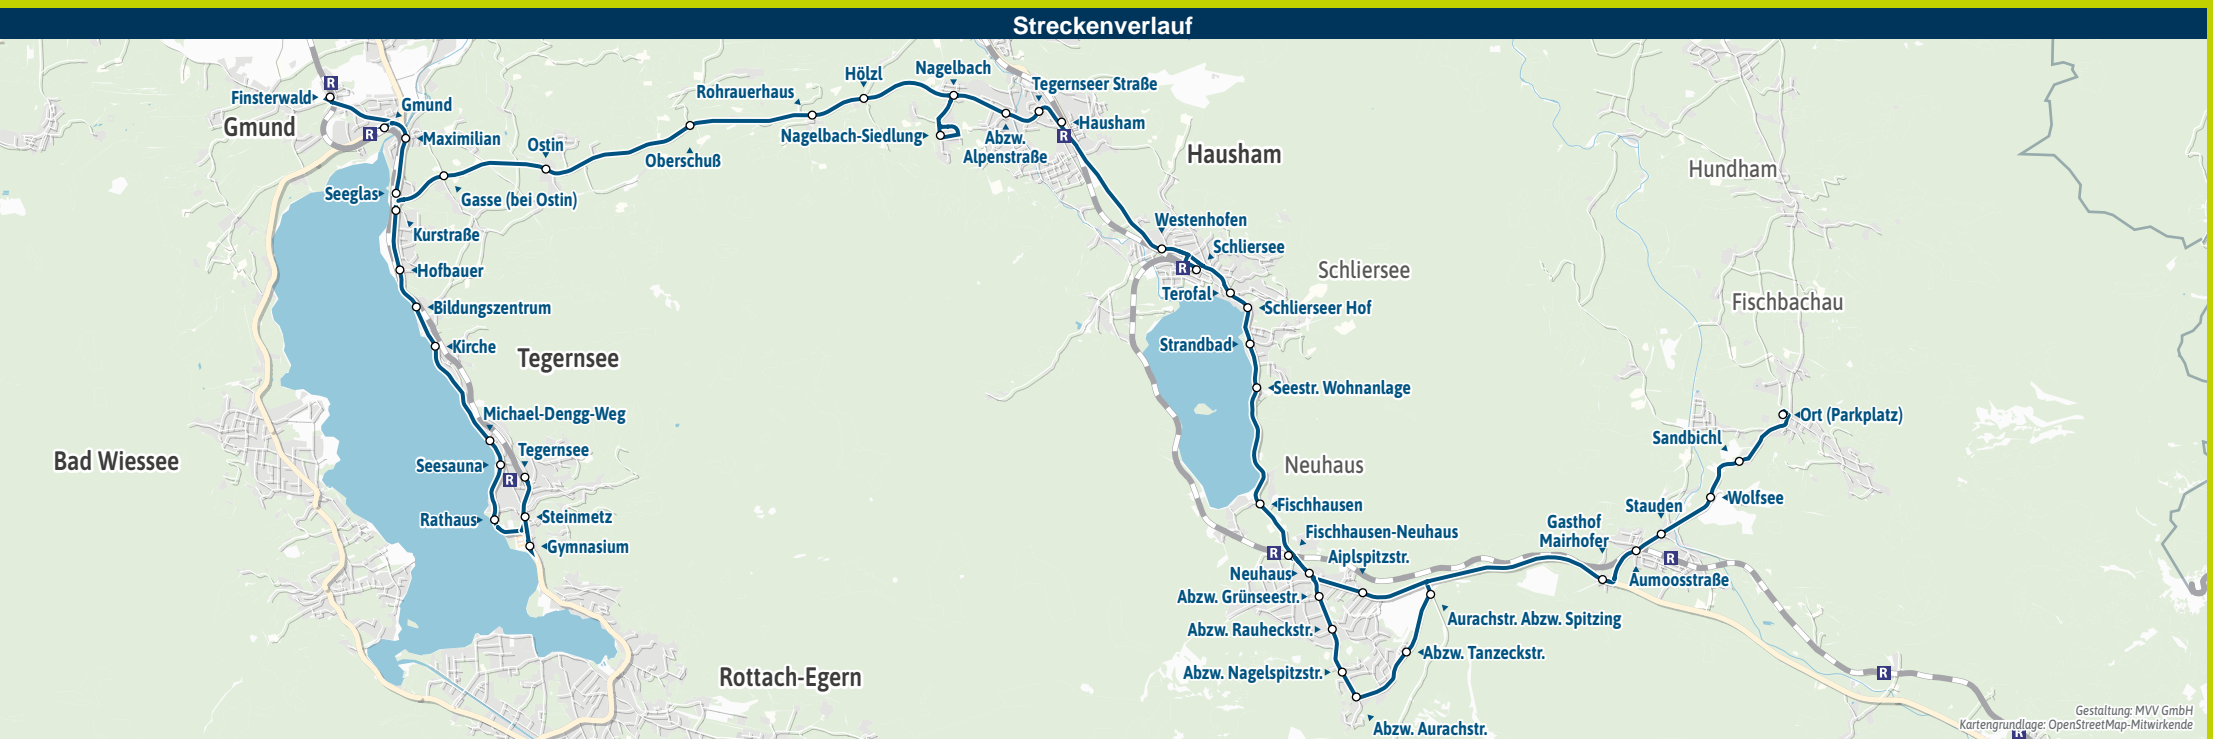 Streckenverlauf
R
Finsterwald
Gmund
Gmund
R
Maximilian
Seeglas
Gasse (bei Ostin)
Ostin
Oberschuß
Rohrauerhaus
Hölzl
Nagelbach
Nagelbach-Siedlung
Abzw.
Alpenstraße
Tegernseer Straße
Hausham
R
Hausham
Kurstraße
Hofbauer
Bildungszentrum
Kirche
Tegernsee
Michael-Dengg-Weg
Tegernsee
Seesauna
R
Rathaus
Steinmetz
Gymnasium
Bad Wiessee
Rottach-Egern
Westenhofen
Schliersee
R
Terofal
Schliersee
Schlierseer Hof
Strandbad
Seestr. Wohnanlage
Neuhaus
Fischhausen
Fischhausen-Neuhaus
R
Aiplspitzstr.
Neuhaus
Abzw. Grünseestr.
Abzw. Rauheckstr.
Abzw. Nagelspitzstr.
Abzw. Aurachstr.
Abzw. Tanzeckstr.
Aurachstr. Abzw. Spitzing
Gasthof
Mairhofer
Aumoosstraße
R
Stauden
Wolfsee
Sandbichl
Ort (Parkplatz)
Hundham
Fischbachau
R
R
Gestaltung: MVV GmbH
Kartengrundlage: OpenStreetMap-Mitwirkende